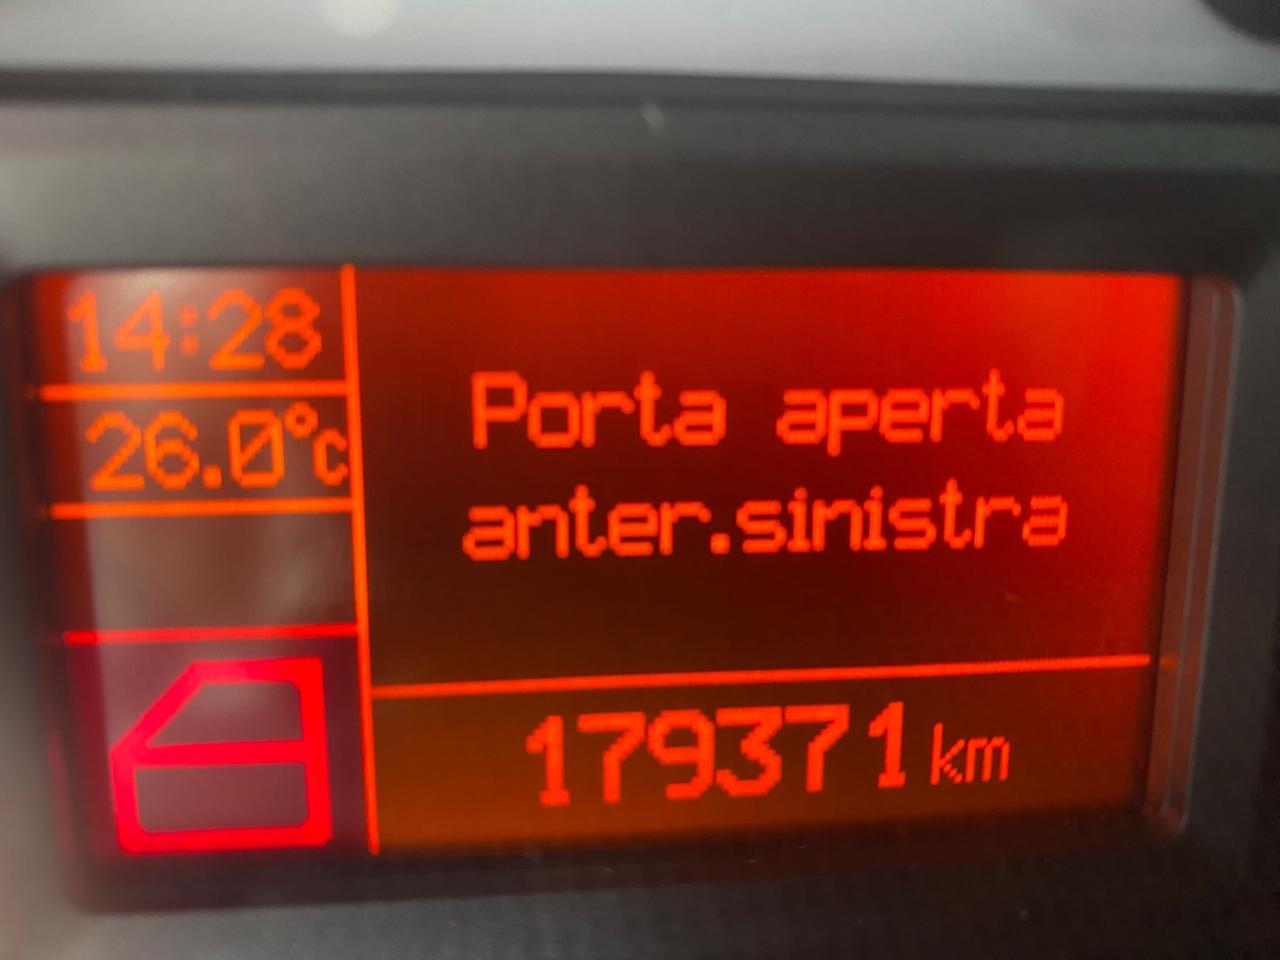 14:28
26.0°C
Porta aperta
anter.sinistra
179371 km